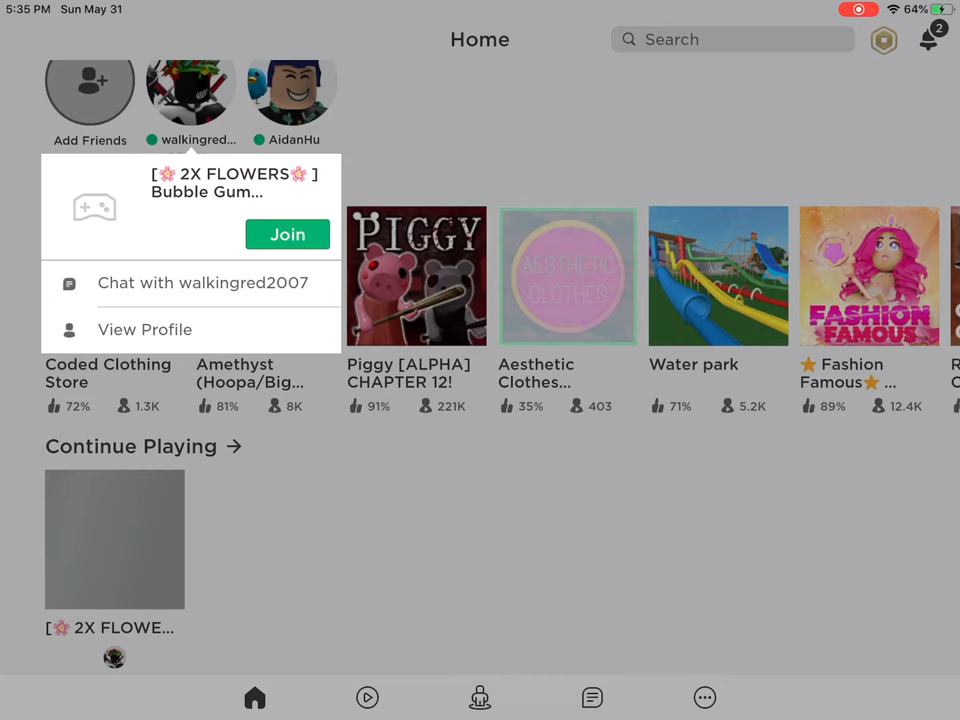 5:35 PM Sun May 31
64%
Home
Search
2
Add Friends
walkingred...
AidanHu
[🌸 2X FLOWERS🌸 ]
Bubble Gum...
Join
Chat with walkingred2007
View Profile
PIGGY
AESTHETIC
CLOTHES
FASHION
FAMOUS
Coded Clothing
Store
72% 1.3K
Amethyst
(Hoopa/Big...
81% 8K
Piggy [ALPHA]
CHAPTER 12!
91% 221K
Aesthetic
Clothes...
35% 403
Water park
71% 5.2K
⭐ Fashion
Famous⭐ ...
89% 12.4K
Continue Playing →
[🌸 2X FLOWE...